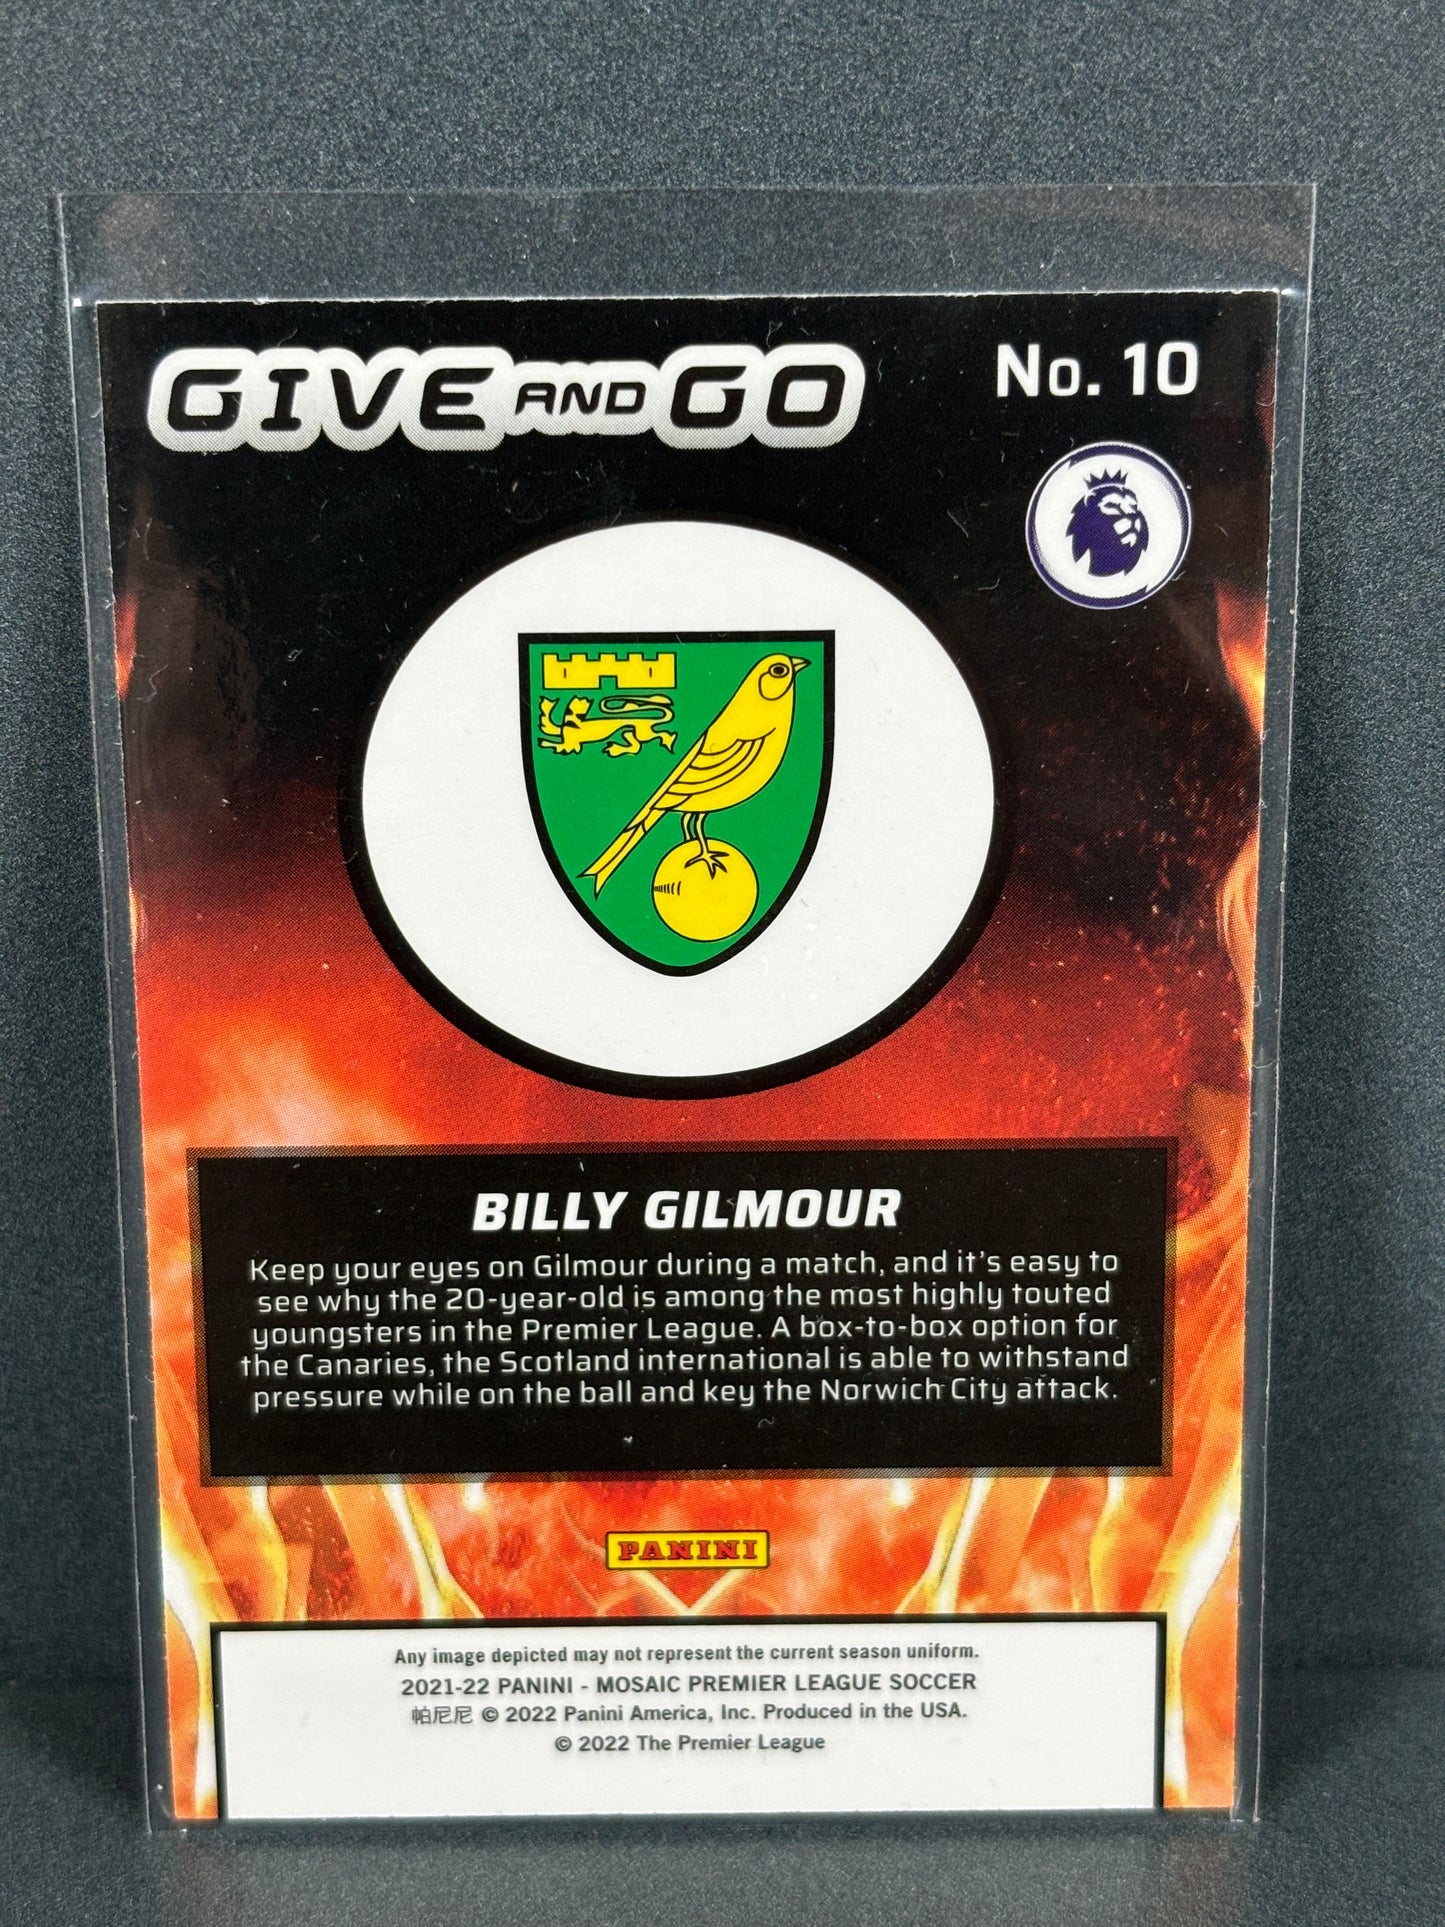 GIVE AND GO
No. 10
BILLY GILMOUR
Keep your eyes on Gilmour during a match, and it's easy to
see why the 20-year-old is among the most highly touted
youngsters in the Premier League. A box-to-box option for
the Canaries, the Scotland international is able to withstand
pressure while on the ball and key the Norwich City attack.
PANINI
Any image depicted may not represent the current season uniform.
2021-22 PANINI - MOSAIC PREMIER LEAGUE SOCCER
帕尼尼 © 2022 Panini America, Inc. Produced in the USA.
© 2022 The Premier League